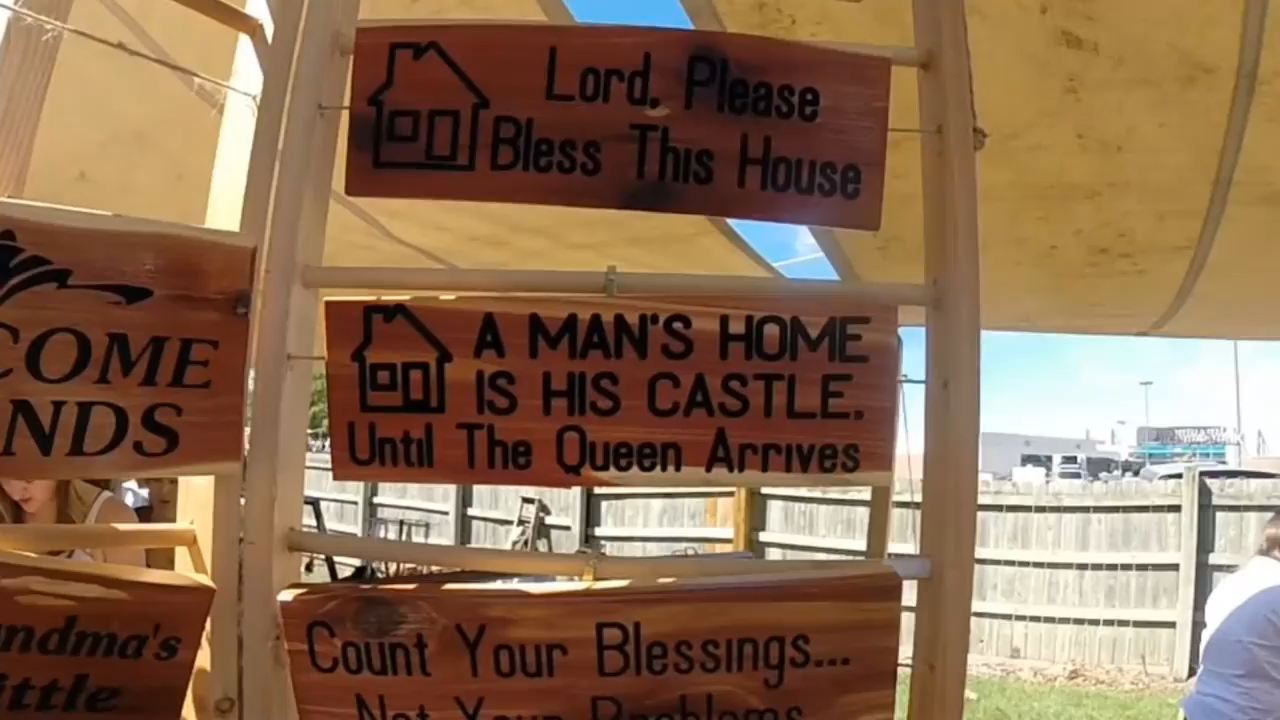 Lord, Please
Bless This House
A MAN'S HOME
IS HIS CASTLE.
Until The Queen Arrives
Count Your Blessings...
Not Your Problems
COME
NDS
ndma's
ittle